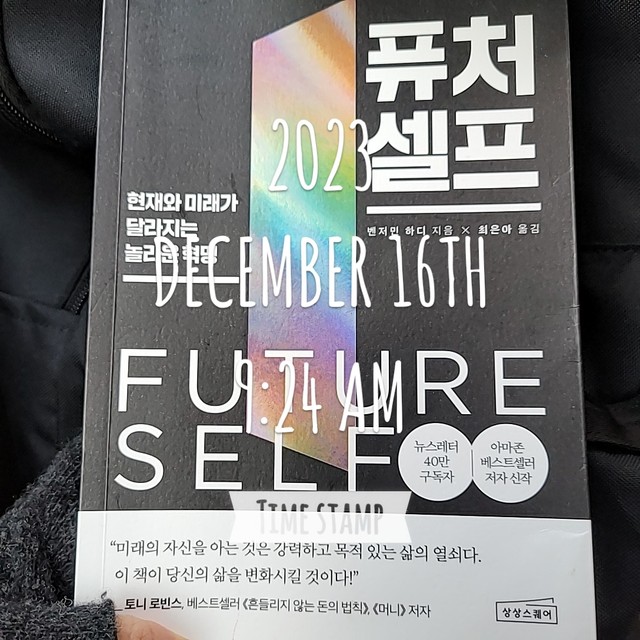 퓨처
셀프
벤저민 하디 지음 × 최은아 옮김
현재와 미래가
달라지는
놀라운 혁명
2023
DECEMBER 16TH
9:24 AM
FUTURE
SELF
뉴스레터
40만
구독자
아마존
베스트셀러
저자 신작
TIME STAMP
“미래의 자신을 아는 것은 강력하고 목적 있는 삶의 열쇠다.
이 책이 당신의 삶을 변화시킬 것이다!”
_ 토니 로빈스, 베스트셀러 《흔들리지 않는 돈의 법칙》, 《머니》 저자
상상스퀘어